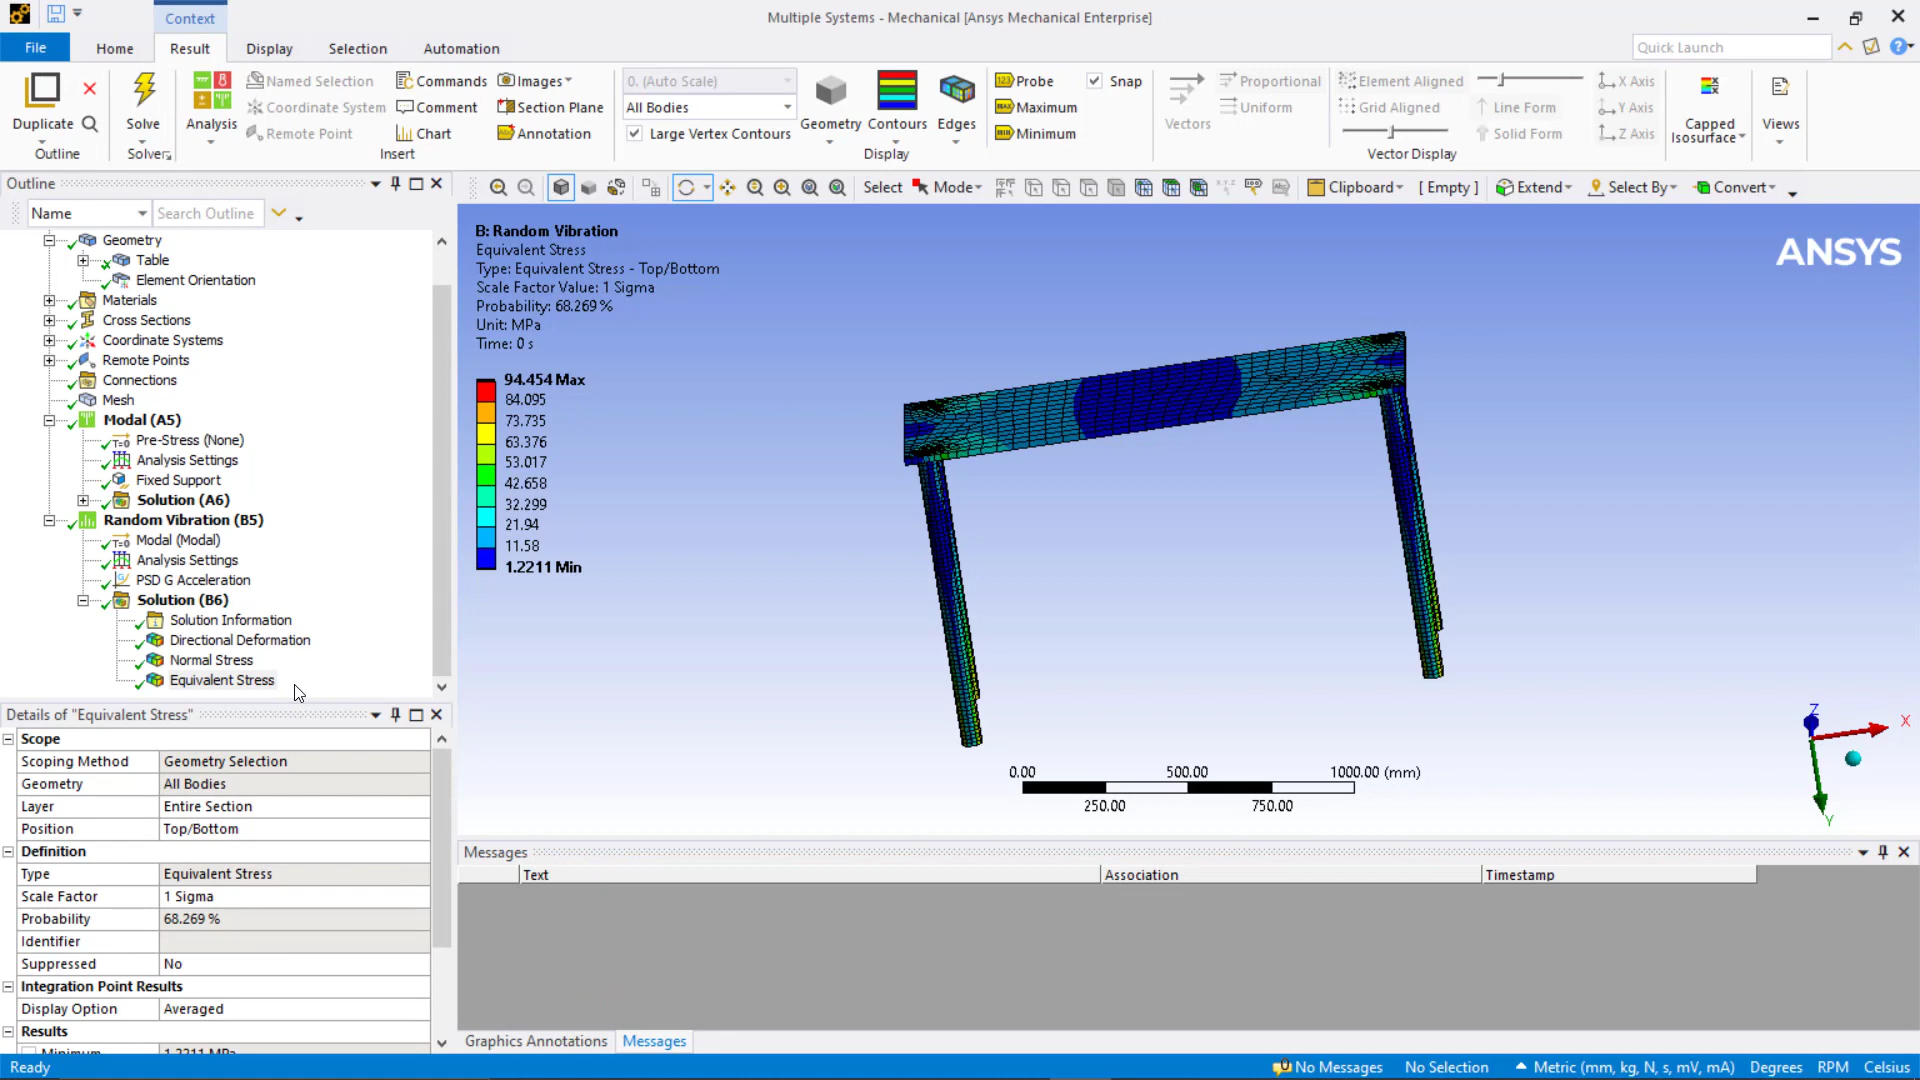 Context
Multiple Systems - Mechanical [Ansys Mechanical Enterprise]
File
Home
Result
Display
Selection
Automation
Quick Launch
Duplicate
Outline
Solve
Solver
Analysis
Named Selection
Coordinate System
Remote Point
Commands
Comment
Chart
Images
Section Plane
Annotation
Insert
0. (Auto Scale)
All Bodies
Large Vertex Contours
Geometry
Contours
Edges
Display
Probe
Maximum
Minimum
Snap
Vectors
Proportional
Uniform
Element Aligned
Grid Aligned
Line Form
Solid Form
X Axis
Y Axis
Z Axis
Vector Display
Capped
Isosurface
Views
Outline
Name
Search Outline
Select
Mode
Clipboard
[ Empty ]
Extend
Select By
Convert
Geometry
Table
Element Orientation
Materials
Cross Sections
Coordinate Systems
Remote Points
Connections
Mesh
Modal (A5)
Pre-Stress (None)
Analysis Settings
Fixed Support
Solution (A6)
Random Vibration (B5)
Modal (Modal)
Analysis Settings
PSD G Acceleration
Solution (B6)
Solution Information
Directional Deformation
Normal Stress
Equivalent Stress
B: Random Vibration
Equivalent Stress
Type: Equivalent Stress - Top/Bottom
Scale Factor Value: 1 Sigma
Probability: 68.269 %
Unit: MPa
Time: 0 s
94.454 Max
84.095
73.735
63.376
53.017
42.658
32.299
21.94
11.58
1.2211 Min
ANSYS
0.00
500.00
1000.00 (mm)
250.00
750.00
Z
X
Y
Details of "Equivalent Stress"
Scope
Scoping Method Geometry Selection
Geometry All Bodies
Layer Entire Section
Position Top/Bottom
Definition
Type Equivalent Stress
Scale Factor 1 Sigma
Probability 68.269 %
Identifier
Suppressed No
Integration Point Results
Display Option Averaged
Results
Minimum 1.2211 MPa
Messages
Text
Association
Timestamp
Graphics Annotations
Messages
Ready
No Messages
No Selection
Metric (mm, kg, N, s, mV, mA)
Degrees
RPM
Celsius